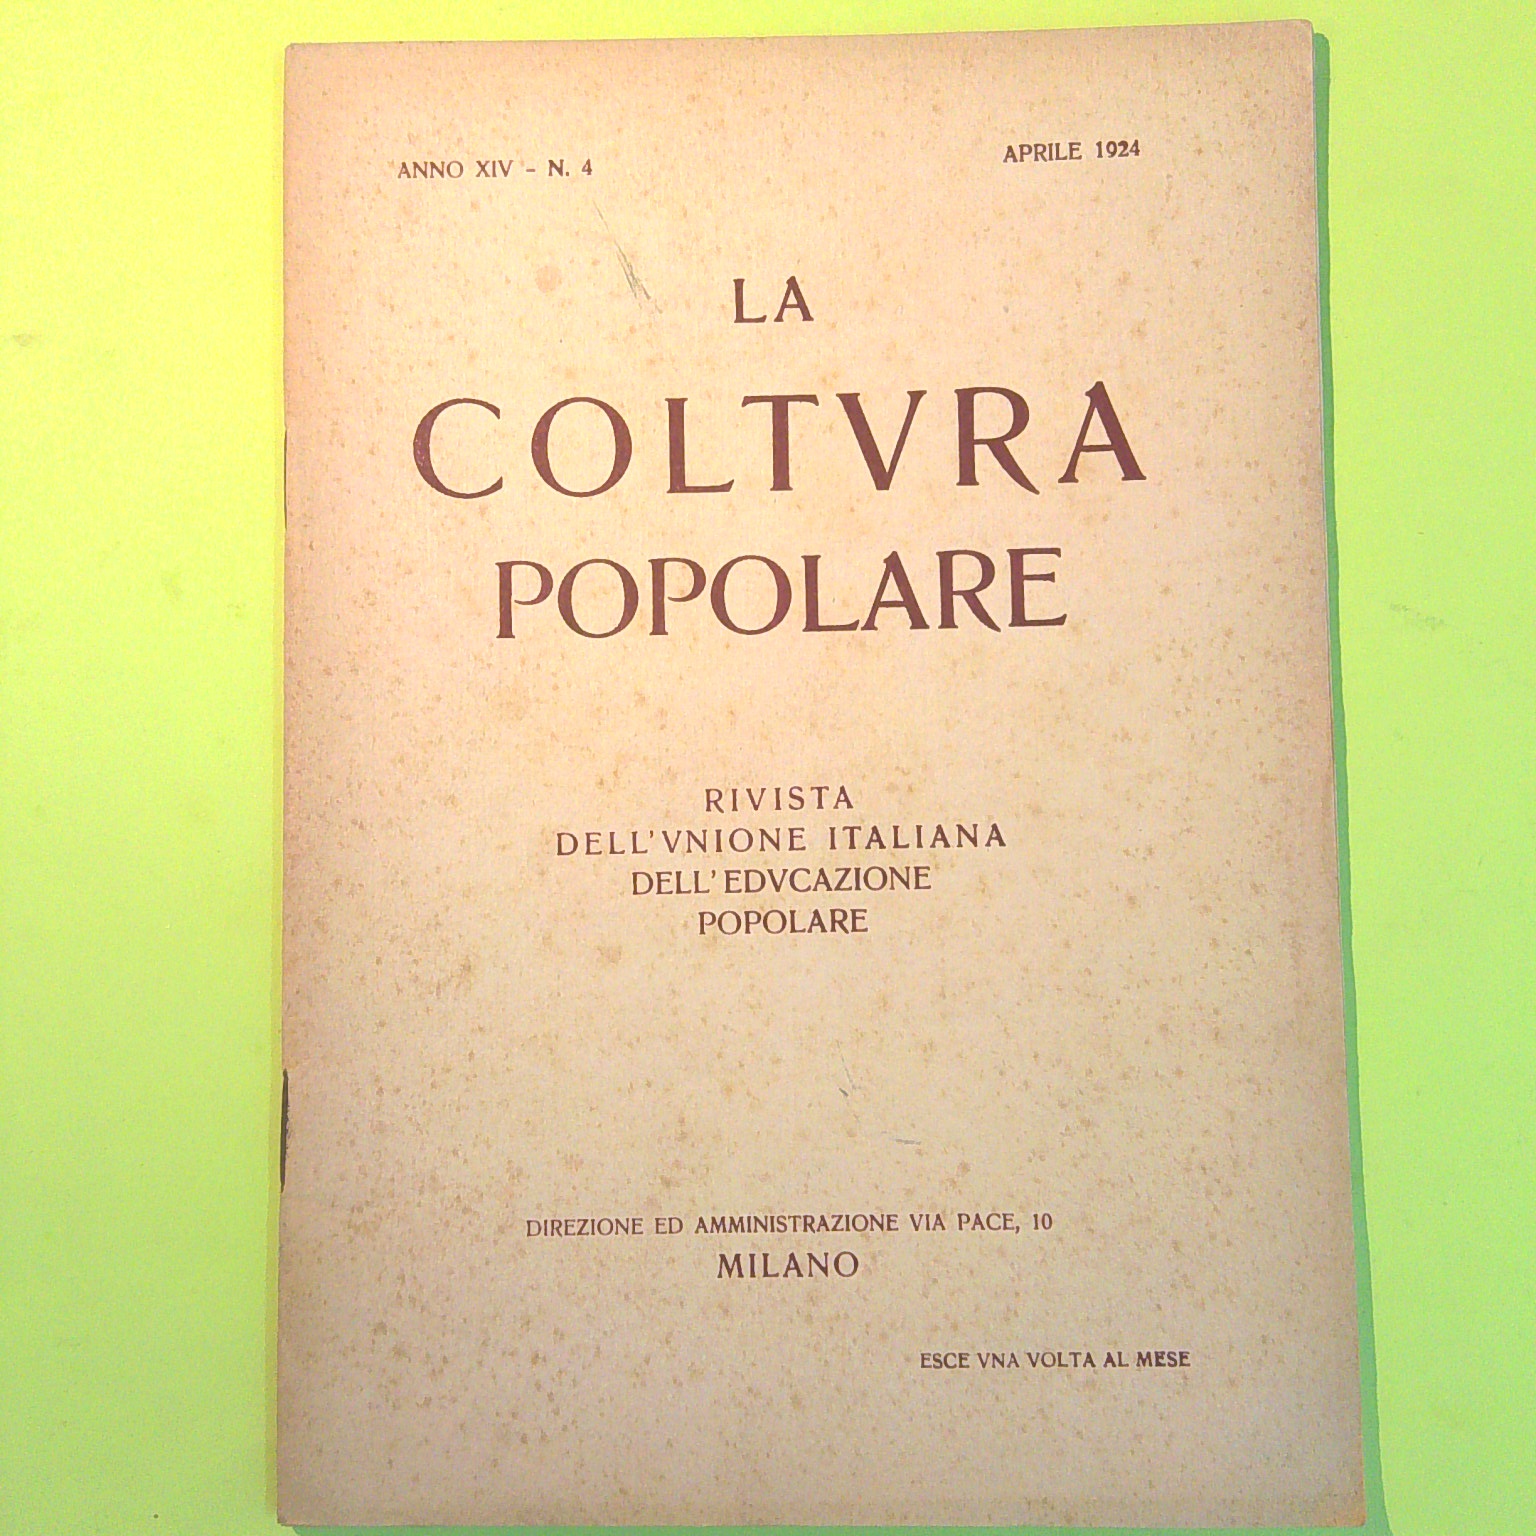 ANNO XIV - N. 4
APRILE 1924
LA
COLTVRA
POPOLARE
RIVISTA
DELL'VNIONE ITALIANA
DELL'EDVCAZIONE
POPOLARE
DIREZIONE ED AMMINISTRAZIONE VIA PACE, 10
MILANO
ESCE VNA VOLTA AL MESE